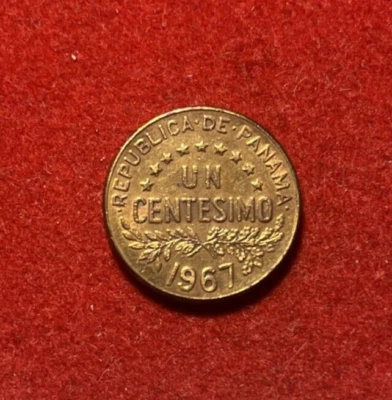 REPUBLICA·DE·PANAMA
UN
CENTESIMO
1967